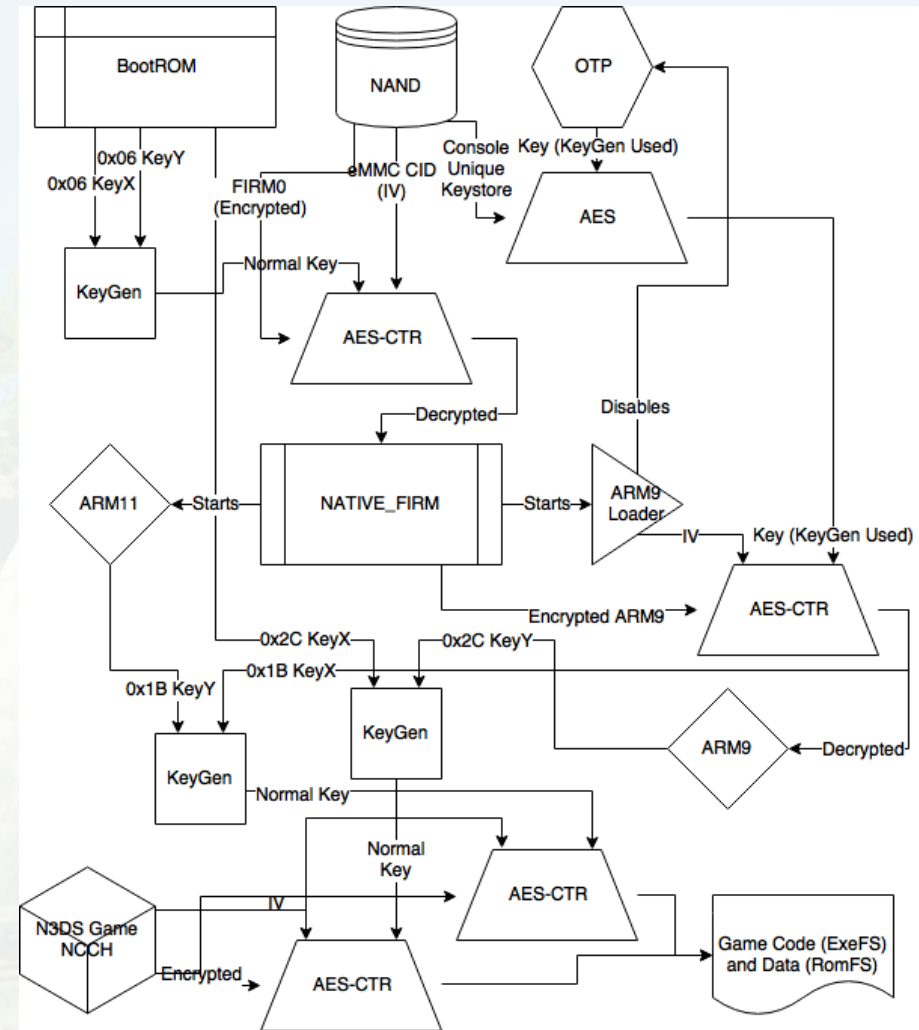 BootROM
NAND
OTP
0x06 KeyY
0x06 KeyX
FIRM0
(Encrypted)
eMMC CID
(IV)
Console
Unique
Keystore
Key (KeyGen Used)
AES
KeyGen
Normal Key
AES-CTR
Disables
Decrypted
ARM11
Starts
NATIVE_FIRM
Starts
ARM9
Loader
IV
Key (KeyGen Used)
Encrypted ARM9
AES-CTR
0x2C KeyX
0x2C KeyY
0x1B KeyY
0x1B KeyX
KeyGen
ARM9
Decrypted
KeyGen
Normal Key
Normal
Key
AES-CTR
N3DS Game
NCCH
IV
Encrypted
AES-CTR
Game Code (ExeFS)
and Data (RomFS)